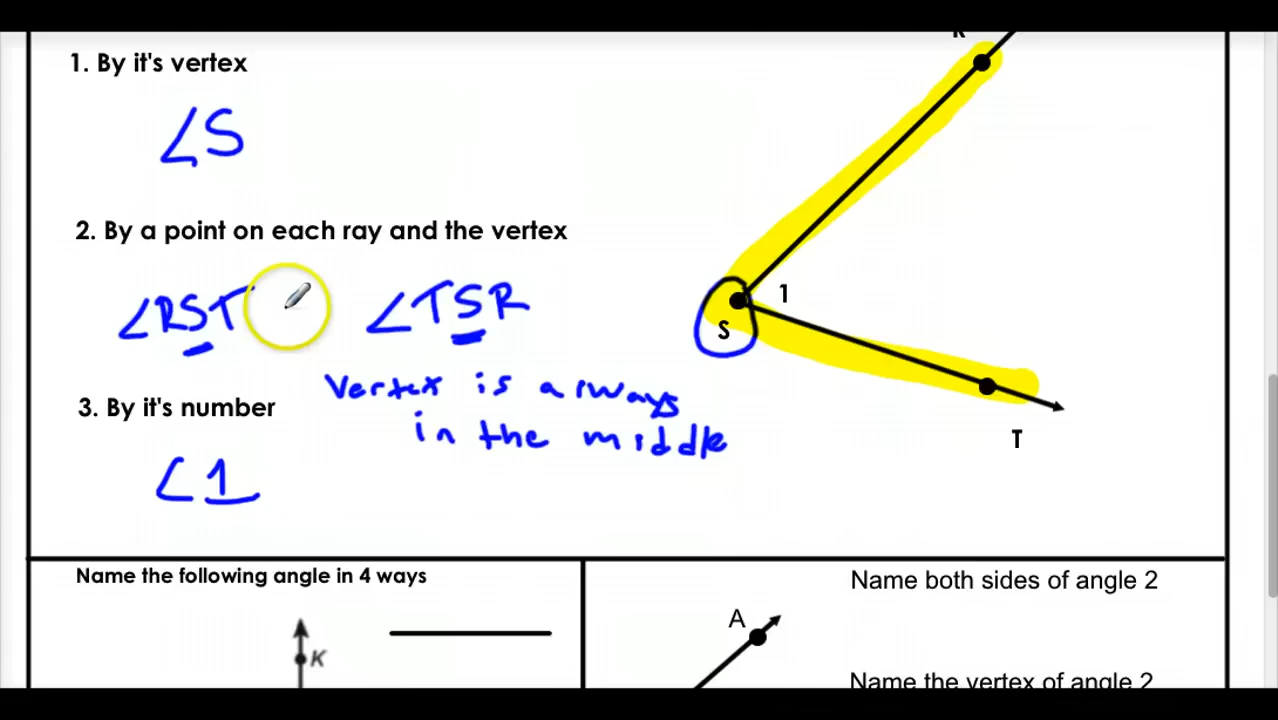 R
1. By it's vertex
∠S
2. By a point on each ray and the vertex
∠RST ∠TSR
1
S
Vertex is always
in the middle
3. By it's number
T
∠1
Name the following angle in 4 ways
Name both sides of angle 2
A
K
Name the vertex of angle 2